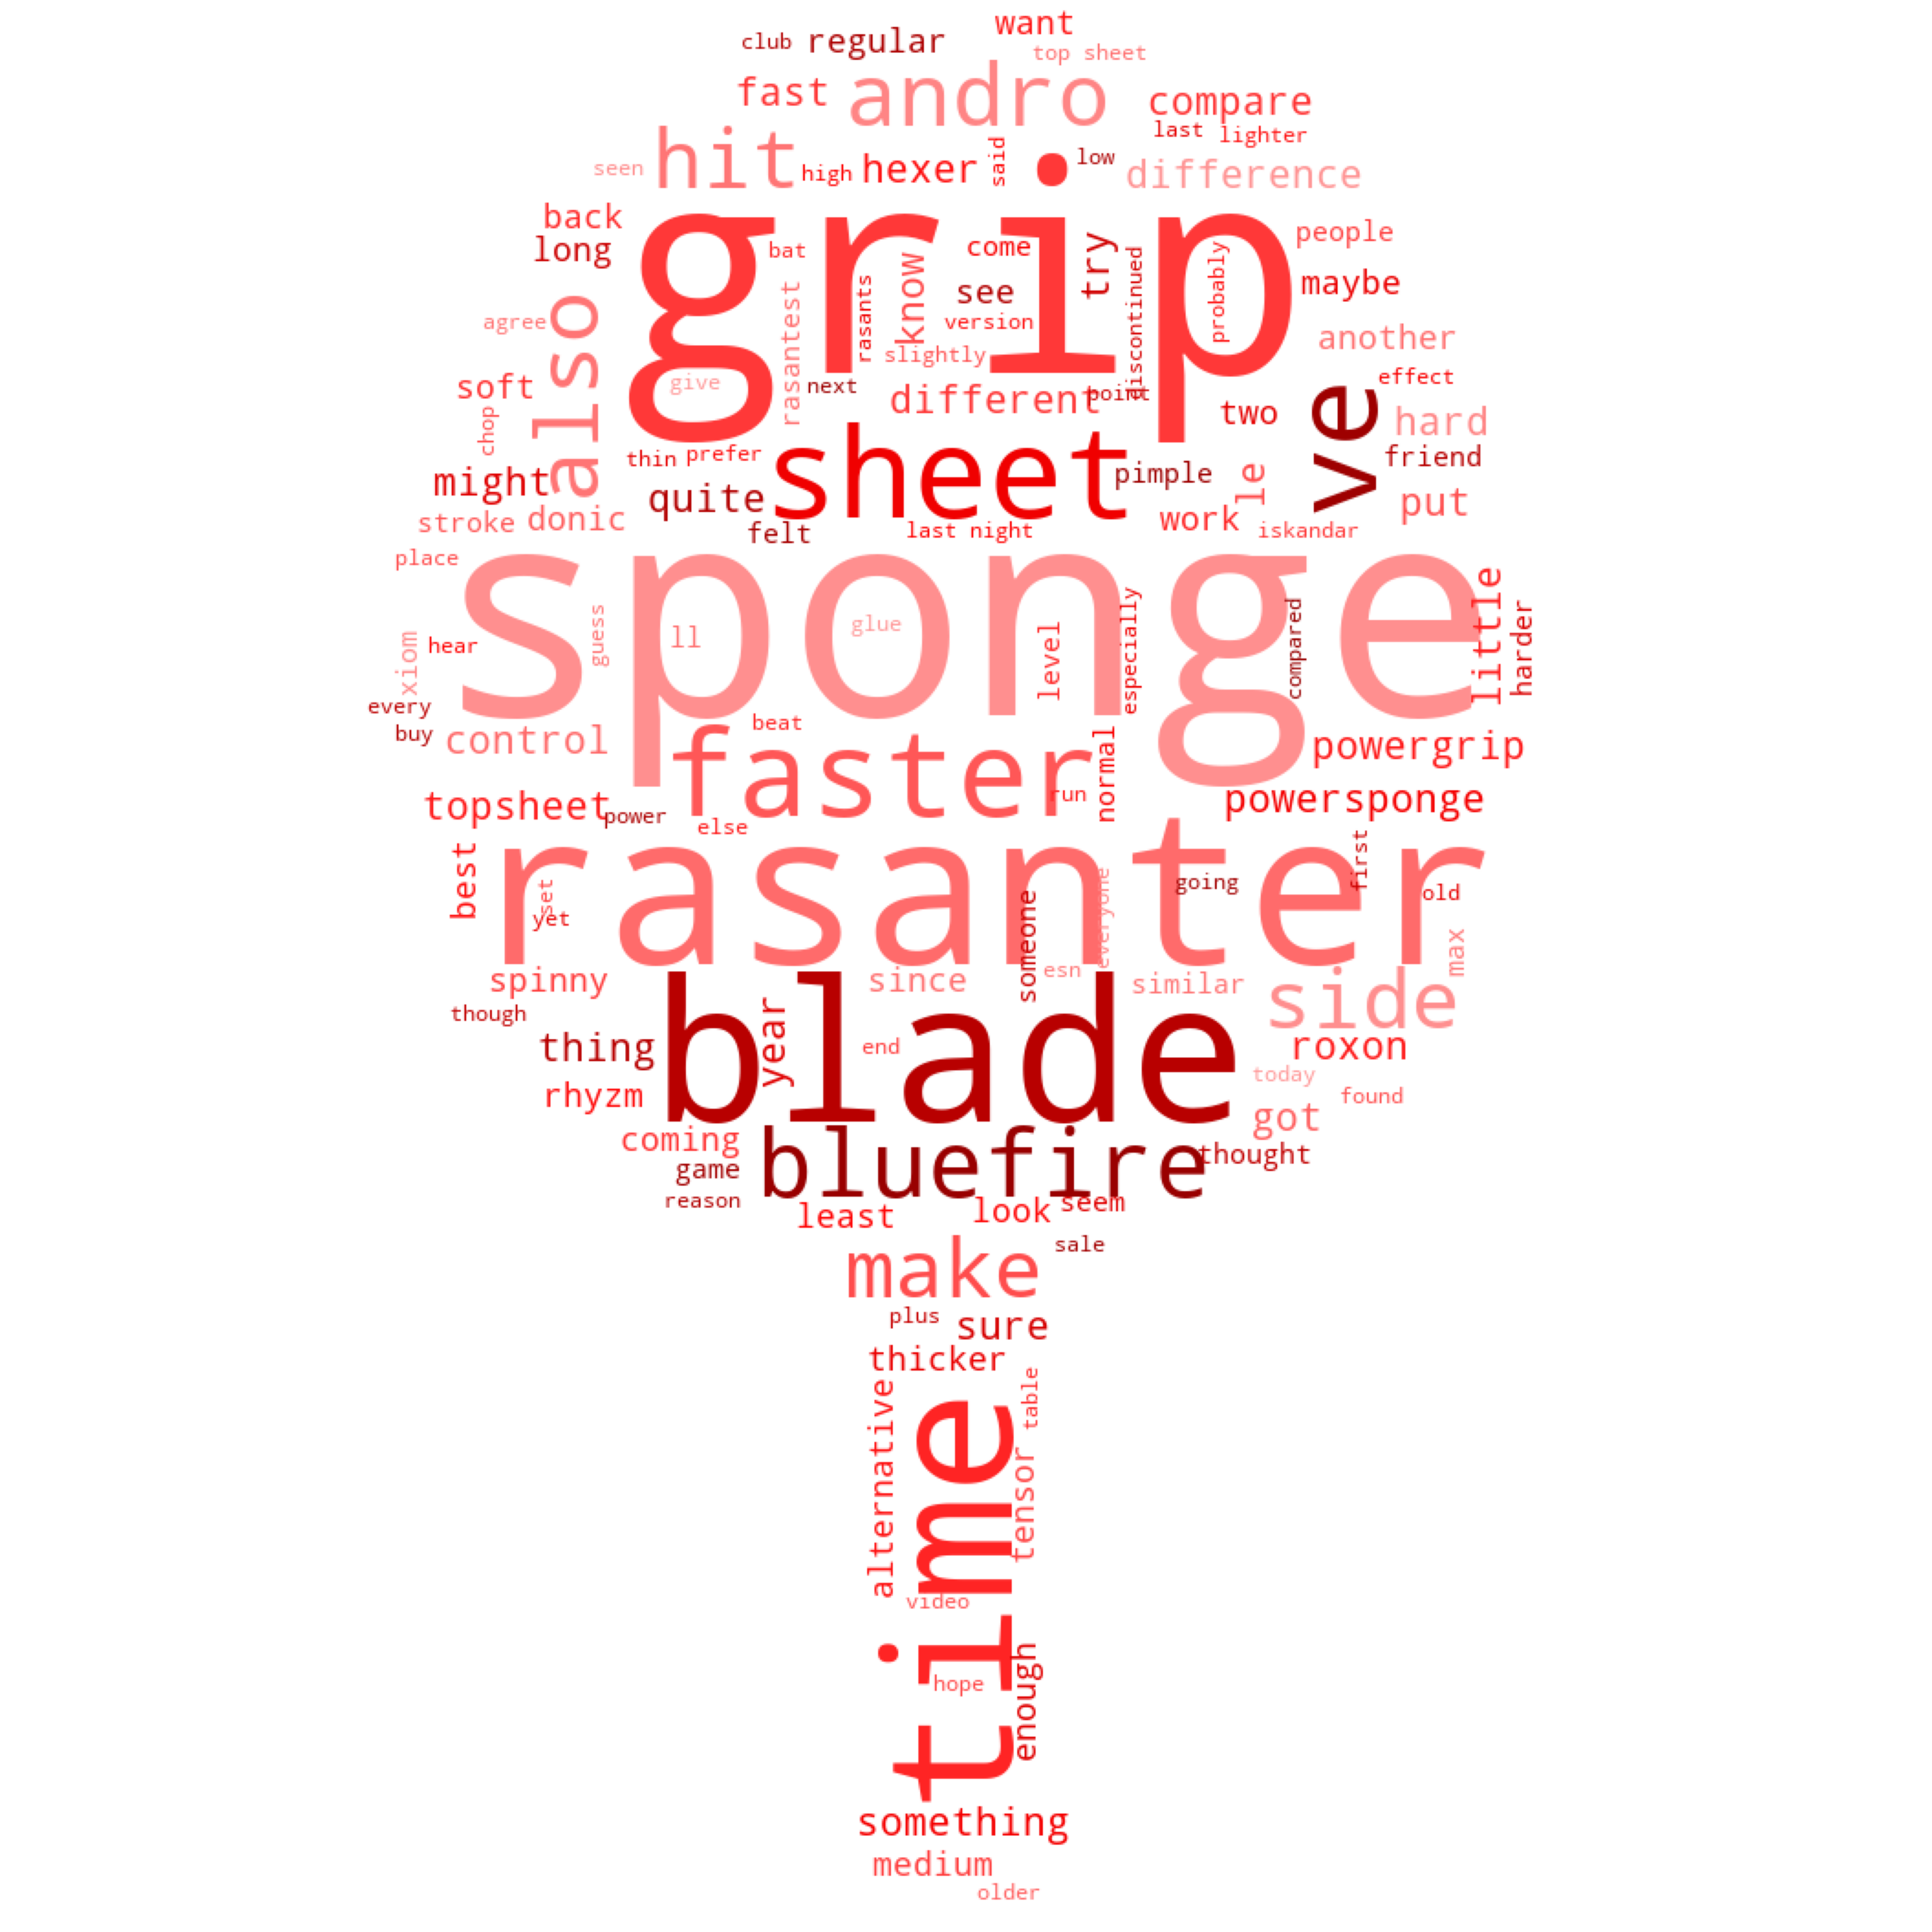 want
club regular
top sheet
fast andro compare
last lighter
hit high hexer said low difference
seen
back
long
grip
bat come try people
know see maybe
rasants version discontinued probably
also agree slightly another
rasantest
soft give next different point two effect
chop ve hard
thin prefer sheet pimple le friend
might quite work put
stroke donic felt last night iskandar
place
sponge
guess ll glue level especially compared little harder
xiom hear
every
buy control beat normal powergrip
faster
topsheet power else run powersponge
best rasanter first
set yet someone everyone going old
spinny since esn similar side max
though
thing blade year end roxon
rhyzm today found
coming got
game bluefire thought
reason least look seem
make sale
plus sure
thicker
alternative time tensor table
video
hope enough
something
medium
older